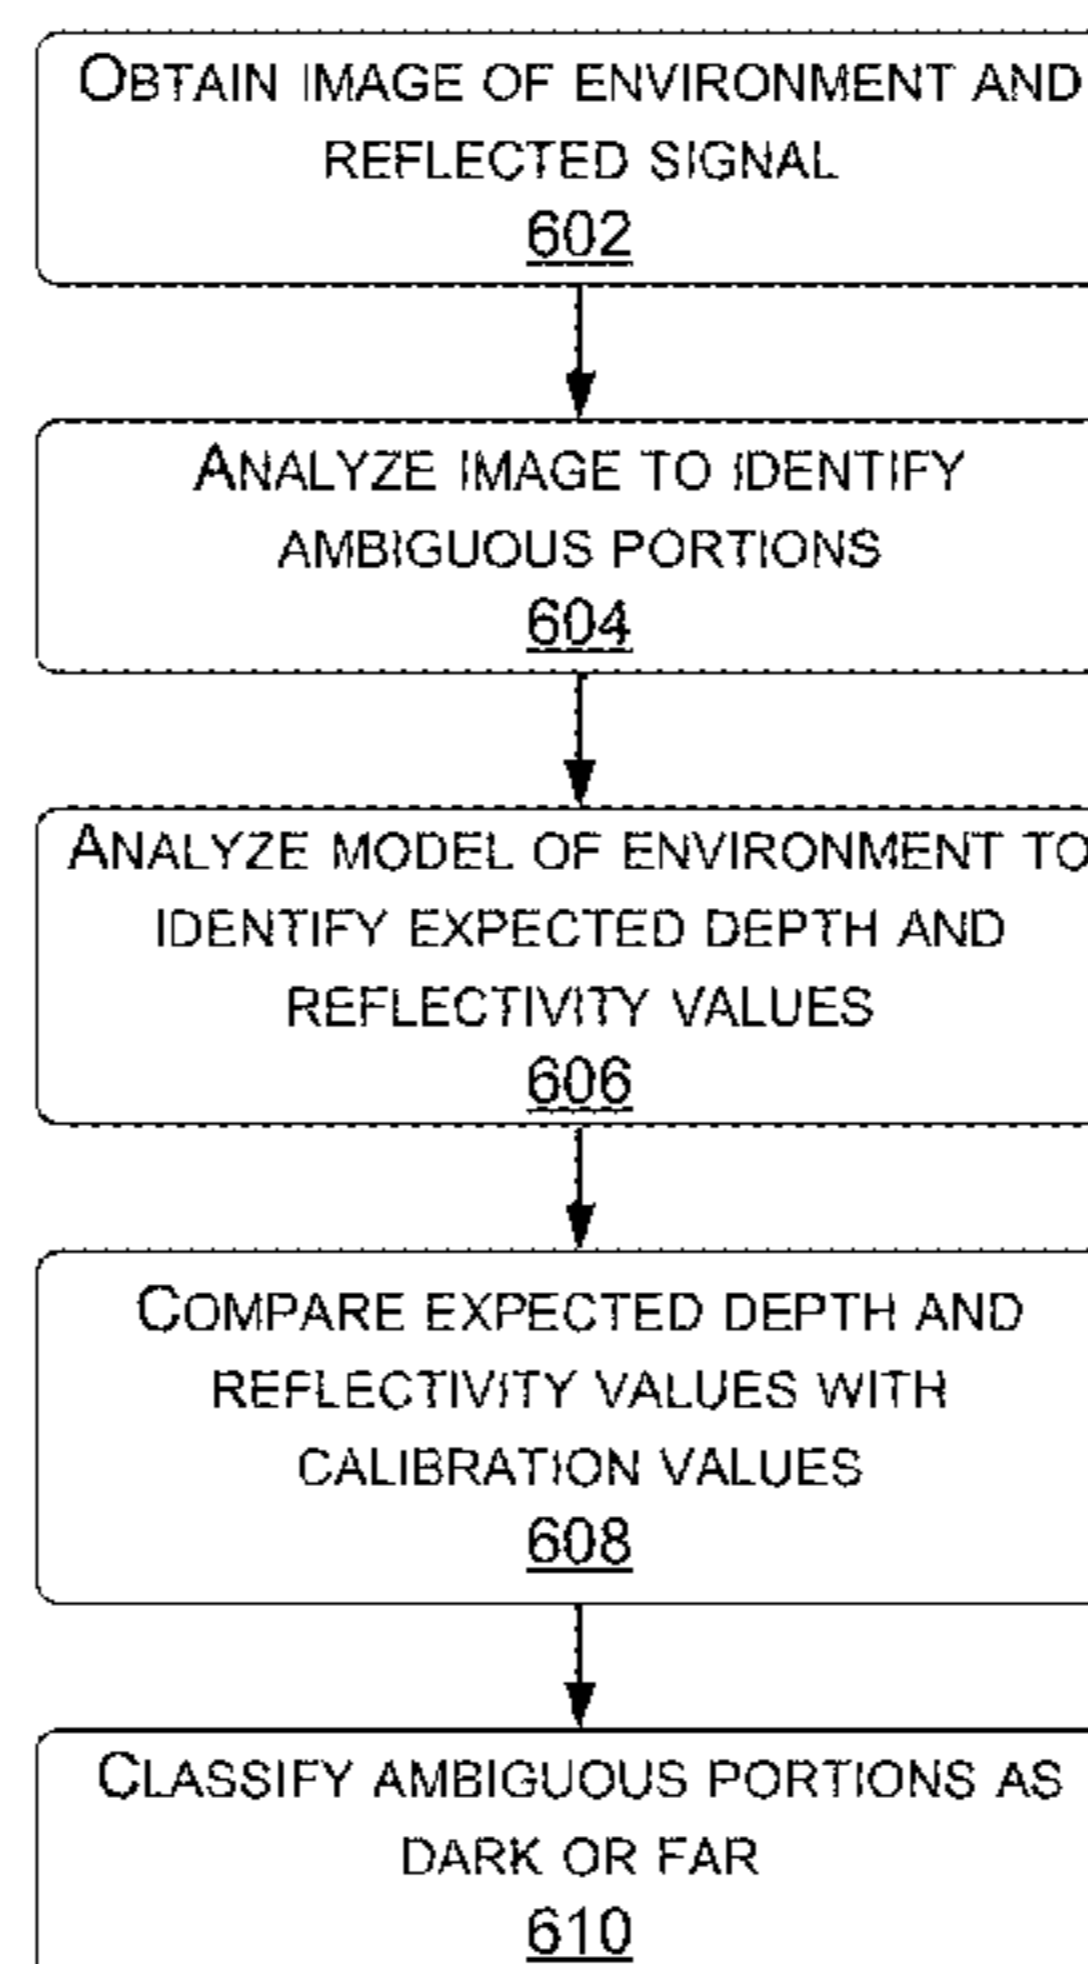 OBTAIN IMAGE OF ENVIRONMENT AND
REFLECTED SIGNAL
602
ANALYZE IMAGE TO IDENTIFY
AMBIGUOUS PORTIONS
604
ANALYZE MODEL OF ENVIRONMENT TO
IDENTIFY EXPECTED DEPTH AND
REFLECTIVITY VALUES
606
COMPARE EXPECTED DEPTH AND
REFLECTIVITY VALUES WITH
CALIBRATION VALUES
608
CLASSIFY AMBIGUOUS PORTIONS AS
DARK OR FAR
610